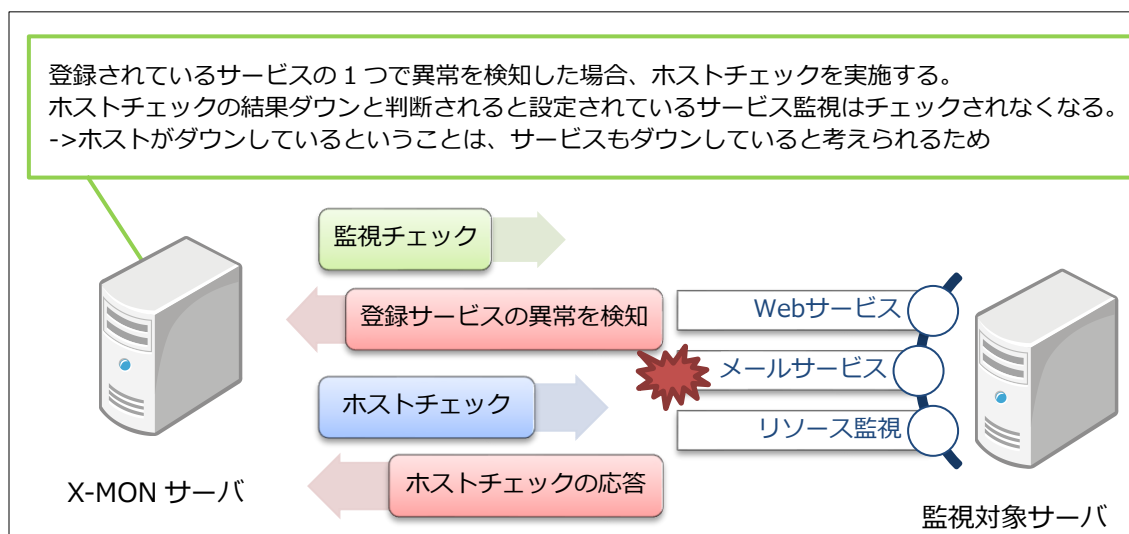 登録されているサービスの 1 つで異常を検知した場合、ホストチェックを実施する。
ホストチェックの結果ダウンと判断されると設定されているサービス監視はチェックされなくなる。
->ホストがダウンしているということは、サービスもダウンしていると考えられるため
監視チェック
登録サービスの異常を検知
Webサービス
メールサービス
ホストチェック
リソース監視
ホストチェックの応答
X-MON サーバ
監視対象サーバ